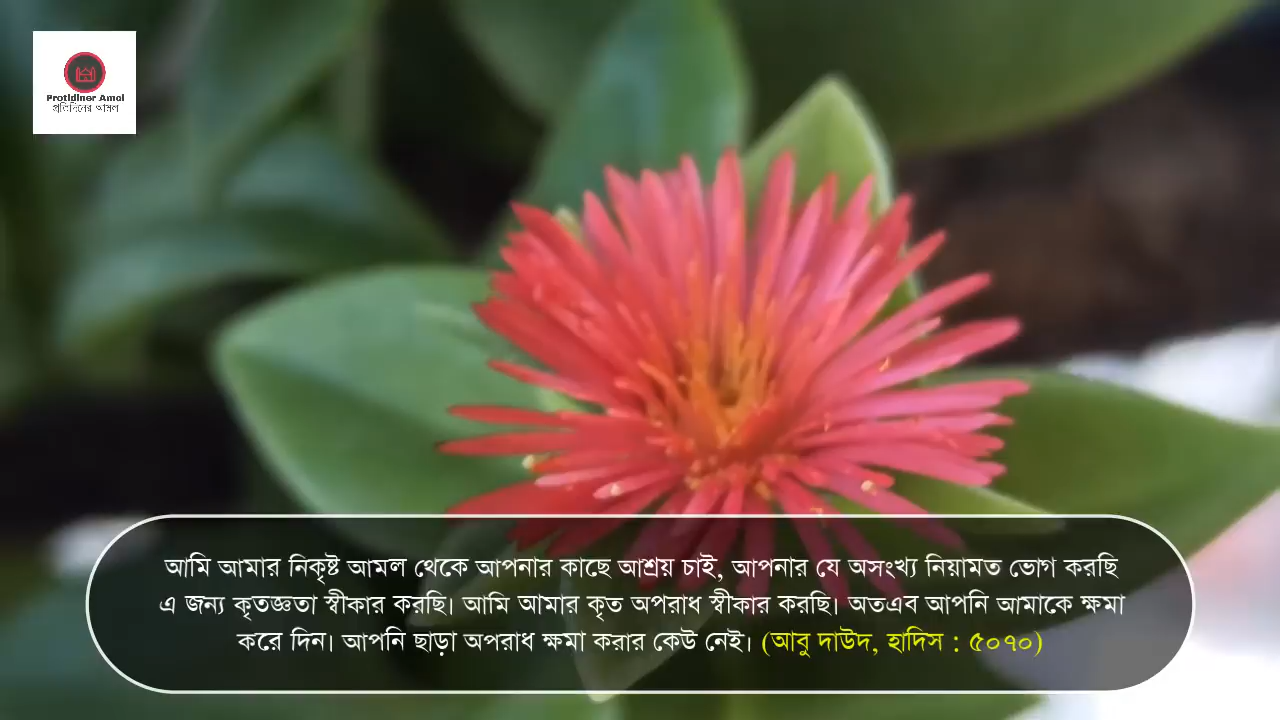 Protidiner Amol
প্রতিদিনের আমল
আমি আমার নিকৃষ্ট আমল থেকে আপনার কাছে আশ্রয় চাই, আপনার যে অসংখ্য নিয়ামত ভোগ করছি
এ জন্য কৃতজ্ঞতা স্বীকার করছি। আমি আমার কৃত অপরাধ স্বীকার করছি। অতএব আপনি আমাকে ক্ষমা
করে দিন। আপনি ছাড়া অপরাধ ক্ষমা করার কেউ নেই। (আবু দাউদ, হাদিস : ৫০৭০)